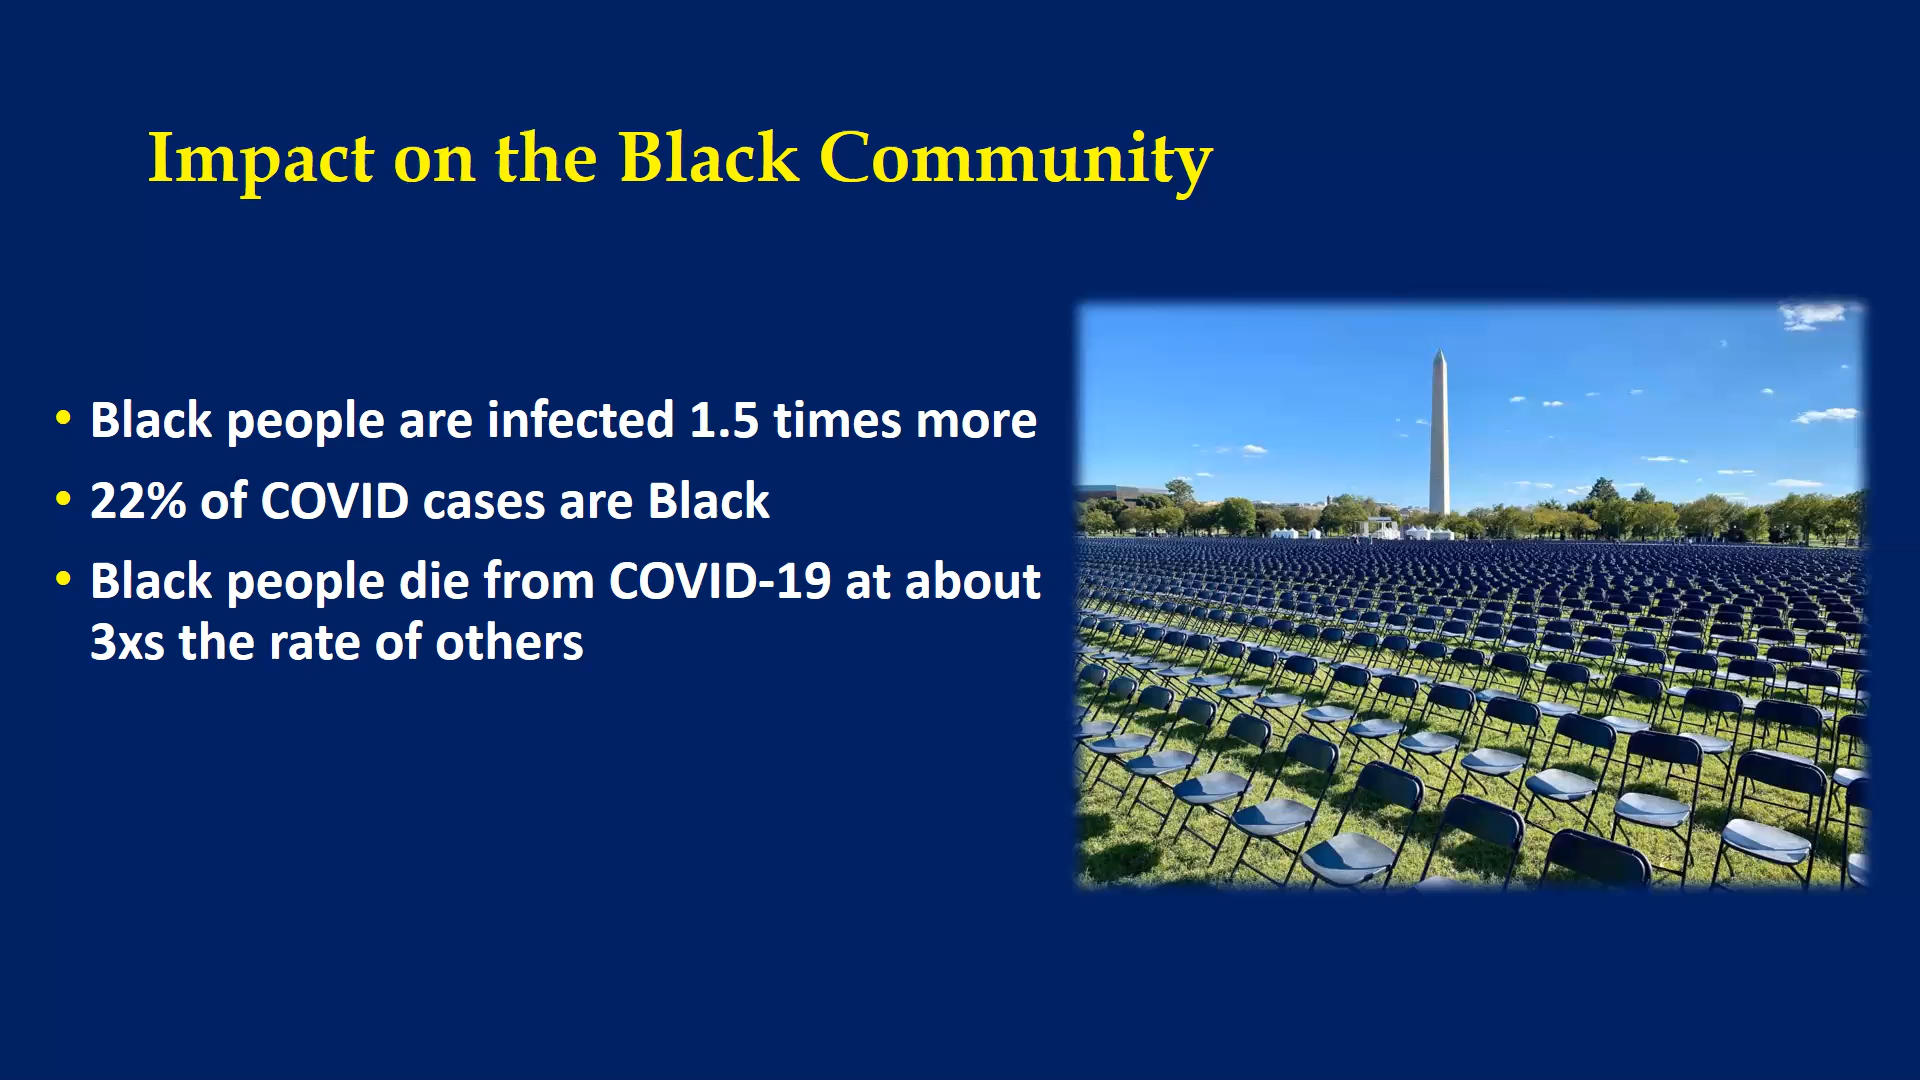 Impact on the Black Community
• Black people are infected 1.5 times more
• 22% of COVID cases are Black
• Black people die from COVID-19 at about
3xs the rate of others